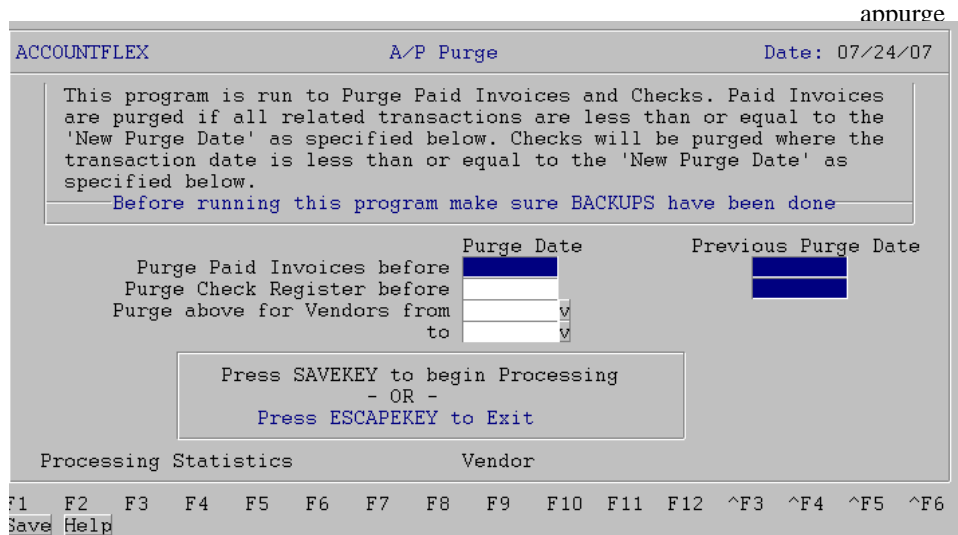 appurge
ACCOUNTFLEX A/P Purge Date: 07/24/07
This program is run to Purge Paid Invoices and Checks. Paid Invoices
are purged if all related transactions are less than or equal to the
'New Purge Date' as specified below. Checks will be purged where the
transaction date is less than or equal to the 'New Purge Date' as
specified below.
Before running this program make sure BACKUPS have been done
Purge Date Previous Purge Date
Purge Paid Invoices before
Purge Check Register before
Purge above for Vendors from v
to v
Press SAVEKEY to begin Processing
- OR -
Press ESCAPEKEY to Exit
Processing Statistics Vendor
F1 F2 F3 F4 F5 F6 F7 F8 F9 F10 F11 F12 ^F3 ^F4 ^F5 ^F6
Save Help